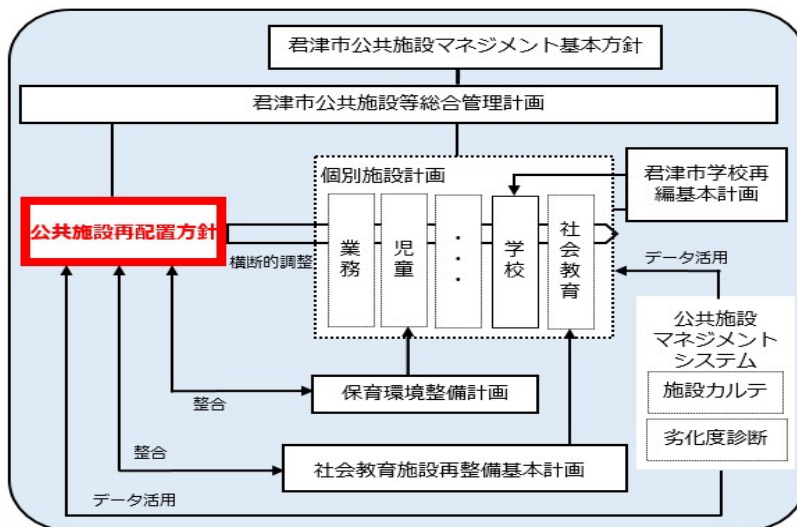 君津市公共施設マネジメント基本方針
君津市公共施設等総合管理計画
個別施設計画
君津市学校再
編基本計画
公共施設再配置方針
横断的調整
業務
児童
・・・
学校
社会教育
データ活用
公共施設
マネジメント
システム
施設カルテ
劣化度診断
整合
保育環境整備計画
整合
社会教育施設再整備基本計画
データ活用